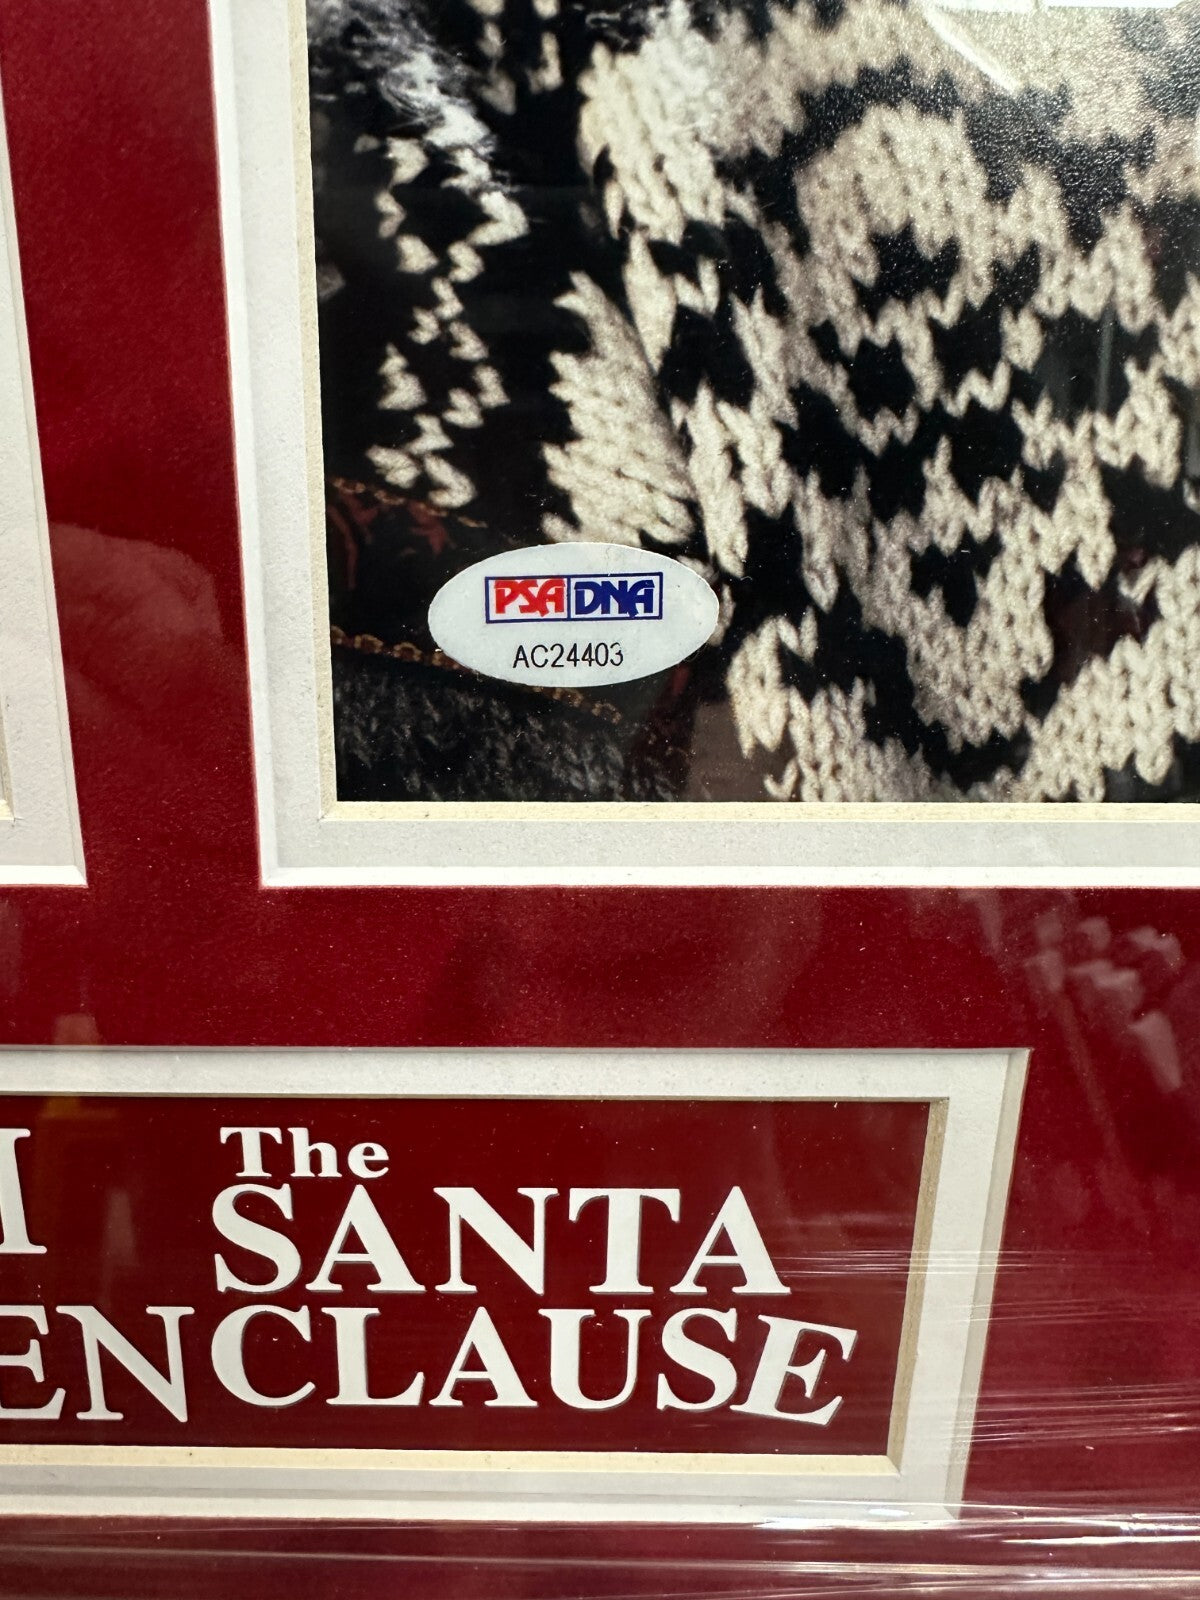 PSA DNA
AC24403
The
SANTA
CLAUSE